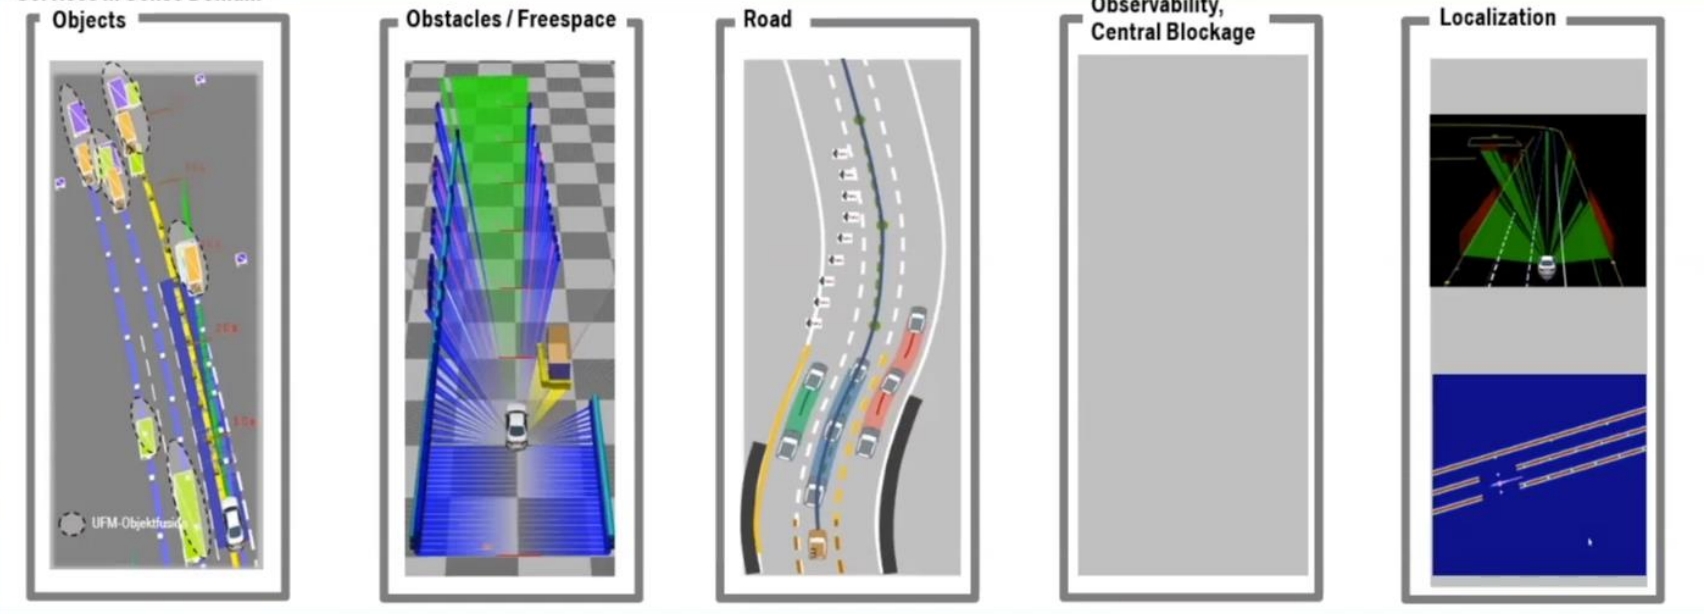 Objects
Obstacles / Freespace
Road
Observability,
Central Blockage
Localization
UFM-Objektfusion